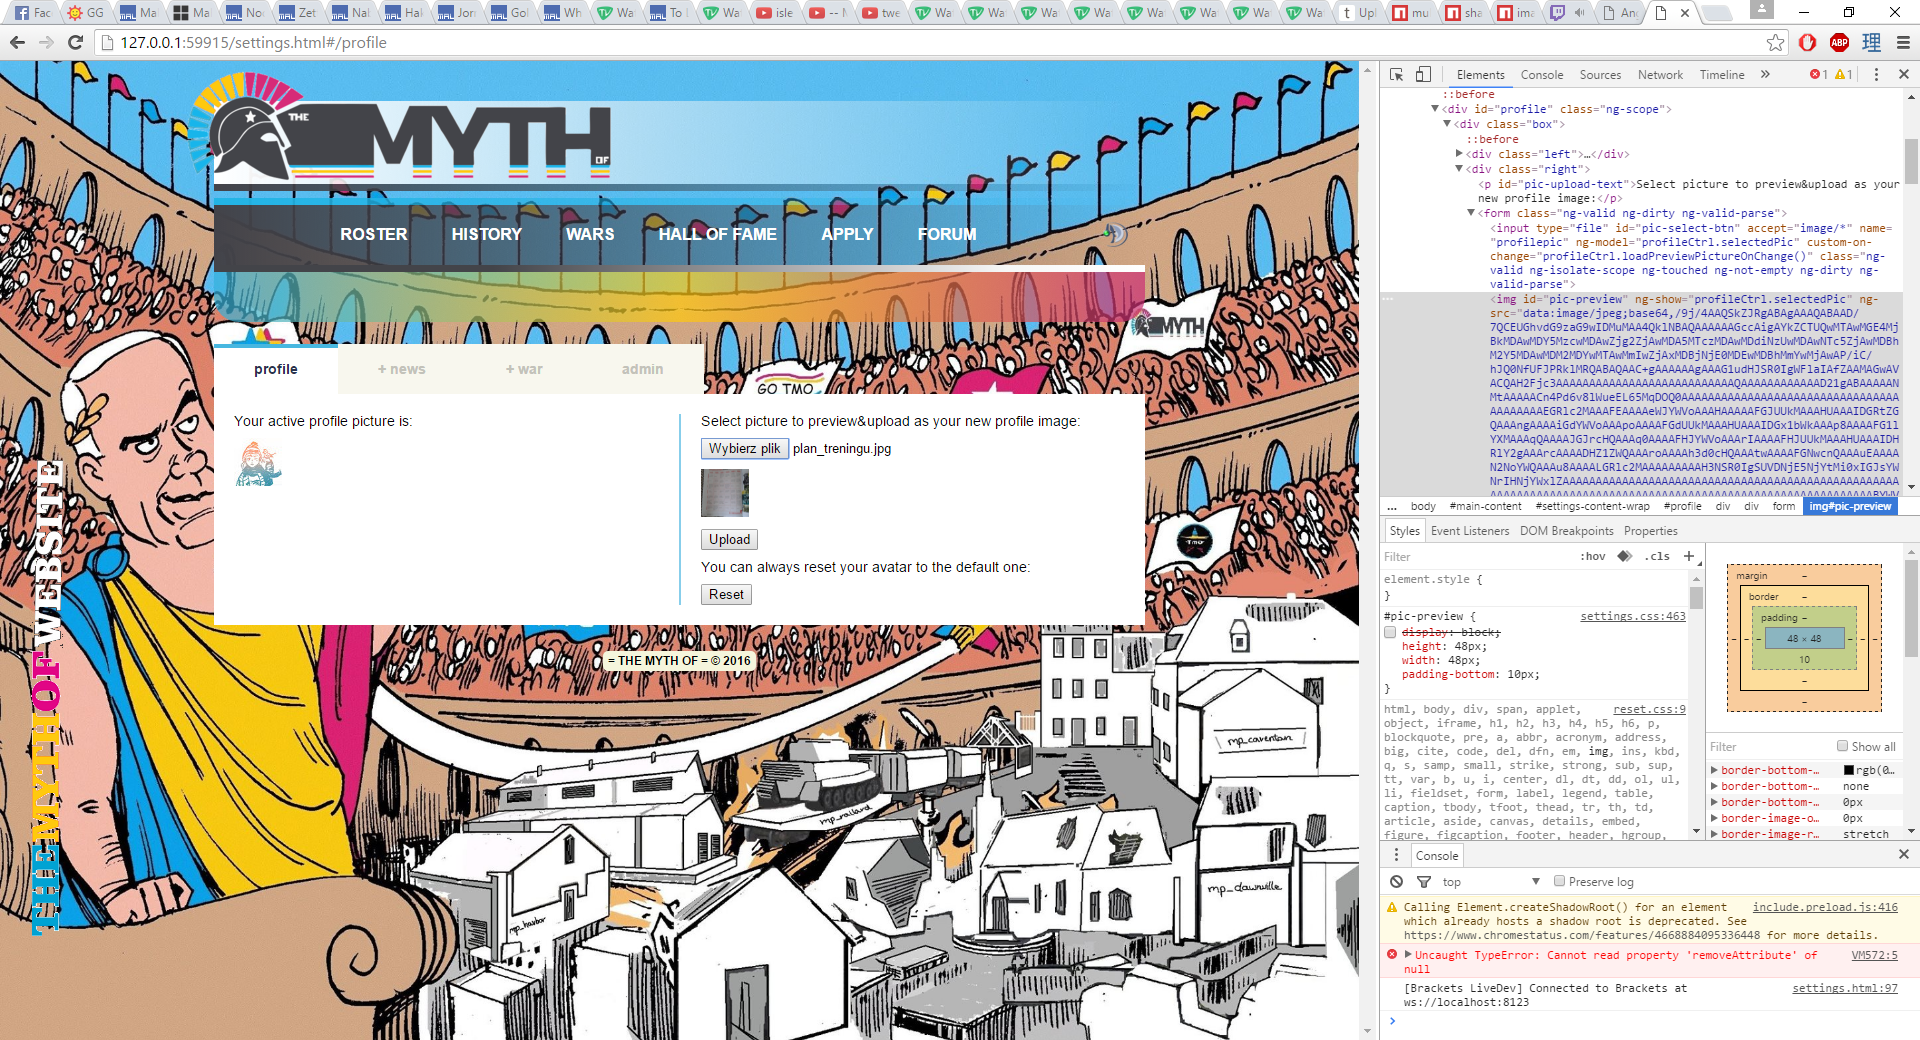 Fac
GG
Ma
Ma
No
Zet
Nal
Hak
Jor
Gol
Wh
Wa
To
Wa
isle
-- N
twe
Wa
Wa
Wa
Wa
Wa
Wa
Wa
Wa
Upl
mu
sha
ima
An
127.0.0.1:59915/settings.html#/profile
ABP
理
THE MYTH OF
ROSTER HISTORY WARS HALL OF FAME APPLY FORUM
MYTH
GO TMO
profile + news + war admin
Your active profile picture is:
Select picture to preview&upload as your new profile image:
Wybierz plik plan_treningu.jpg
Upload
You can always reset your avatar to the default one:
Reset
TMO
= THE MYTH OF = © 2016
THE MYTH OF WEBSITE
mp_carentan
mp_railyard
mp_dawnville
mp_harbor
Elements Console Sources Network Timeline » 1 1
::before
<div id="profile" class="ng-scope">
<div class="box">
::before
<div class="left">…</div>
<div class="right">
<p id="pic-upload-text">Select picture to preview&upload as your
new profile image:</p>
<form class="ng-valid ng-dirty ng-valid-parse">
<input type="file" id="pic-select-btn" accept="image/*" name=
"profilepic" ng-model="profileCtrl.selectedPic" custom-on-
change="profileCtrl.loadPreviewPictureOnChange()" class="ng-
valid ng-isolate-scope ng-touched ng-not-empty ng-dirty ng-
valid-parse">
<img id="pic-preview" ng-show="profileCtrl.selectedPic" ng-
src="data:image/jpeg;base64,/9j/4AAQSkZJRgABAgAAAQABAAD/
... body #main-content #settings-content-wrap #profile div div form img#pic-preview
Styles Event Listeners DOM Breakpoints Properties
Filter :hov .cls +
element.style {
}
#pic-preview { settings.css:463
display: block;
height: 48px;
width: 48px;
padding-bottom: 10px;
}
html, body, div, span, applet, reset.css:9
object, iframe, h1, h2, h3, h4, h5, h6, p,
blockquote, pre, a, abbr, acronym, address,
big, cite, code, del, dfn, em, img, ins, kbd,
q, s, samp, small, strike, strong, sub, sup,
tt, var, b, u, i, center, dl, dt, dd, ol, ul,
li, fieldset, form, label, legend, table,
caption, tbody, tfoot, thead, tr, th, td,
article, aside, canvas, details, embed,
figure, figcaption, footer, header, hgroup,
margin –
border –
padding –
48 × 48
10
–
–
Filter Show all
border-bottom-… rgb(0…
border-bottom-… none
border-bottom-… 0px
border-image-o… 0px
border-image-r… stretch
Console
top Preserve log
Calling Element.createShadowRoot() for an element include.preload.js:416
which already hosts a shadow root is deprecated. See
https://www.chromestatus.com/features/4668884095336448 for more details.
Uncaught TypeError: Cannot read property 'removeAttribute' of VM572:5
null
[Brackets LiveDev] Connected to Brackets at settings.html:97
ws://localhost:8123